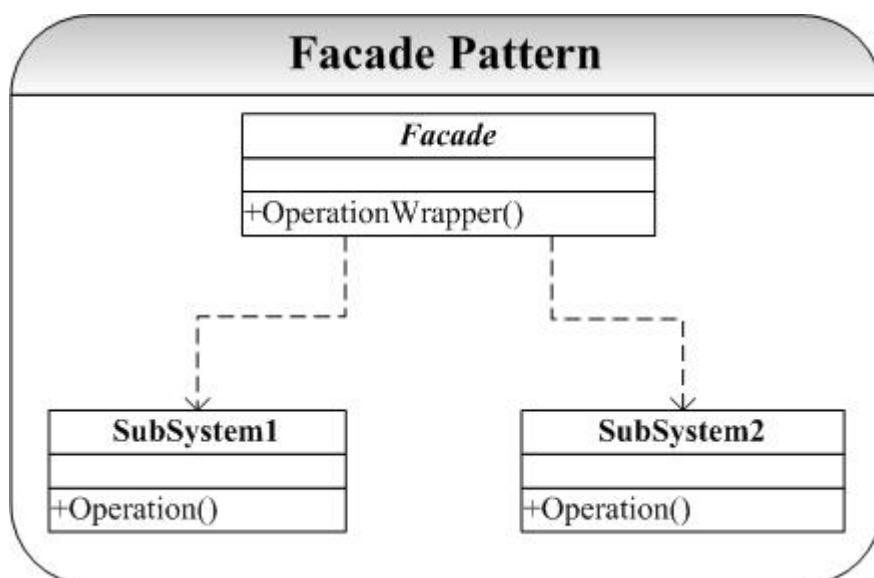 Facade Pattern
Facade
+OperationWrapper()
SubSystem1
+Operation()
SubSystem2
+Operation()